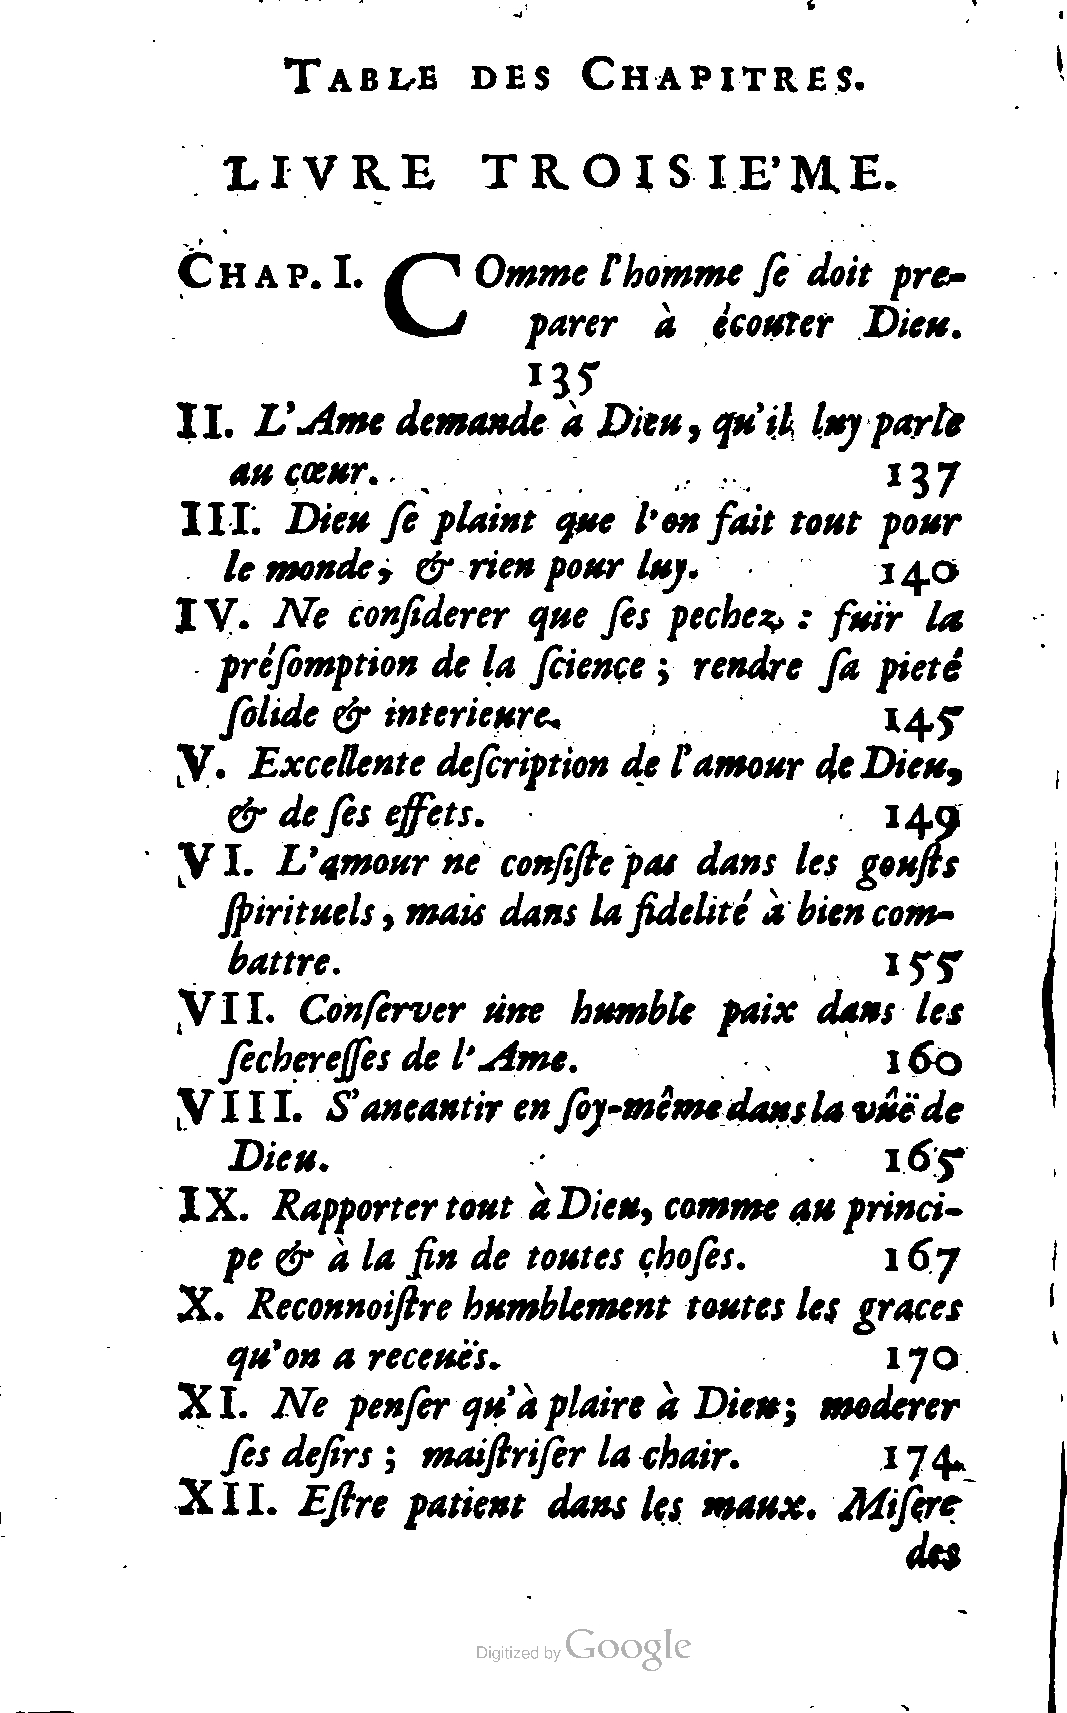 TABLE DES CHAPITRES.
LIVRE TROISIE'ME.
CHAP. I. COmme l'homme ſe doit pre-
parer à écouter Dieu.
135
II. L'Ame demande à Dieu, qu'il luy parle
au cœur. 137
III. Dieu ſe plaint que l'on fait tout pour
le monde, & rien pour luy. 140
IV. Ne conſiderer que ſes pechez : fuïr la
préſomption de la ſcience ; rendre ſa pieté
ſolide & interieure. 145
V. Excellente deſcription de l'amour de Dieu,
& de ſes effets. 149
VI. L'amour ne conſiſte pas dans les gouſts
ſpirituels, mais dans la fidelité à bien com-
battre. 155
VII. Conſerver une humble paix dans les
ſechereſſes de l'Ame. 160
VIII. S'aneantir en ſoy-même dans la vûë de
Dieu. 165
IX. Rapporter tout à Dieu, comme au princi-
pe & à la fin de toutes choſes. 167
X. Reconnoiſtre humblement toutes les graces
qu'on a receuës. 170
XI. Ne penſer qu'à plaire à Dieu; moderer
ſes deſirs ; maiſtriſer la chair. 174
XII. Eſtre patient dans les maux. Miſere
des
Digitized by Google